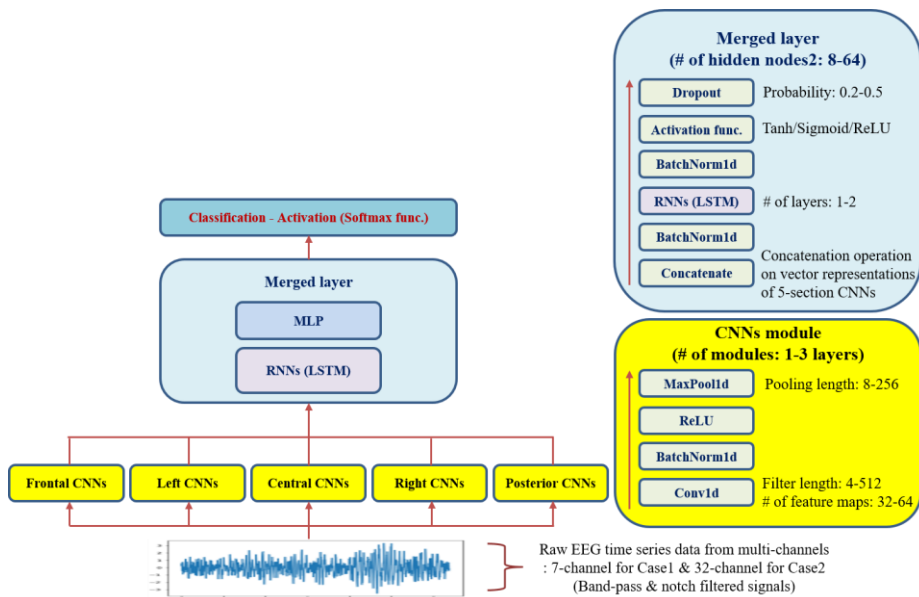 Merged layer
(# of hidden nodes2: 8-64)
Dropout
Probability: 0.2-0.5
Activation func.
Tanh/Sigmoid/ReLU
BatchNorm1d
RNNs (LSTM)
# of layers: 1-2
BatchNorm1d
Concatenate
Concatenation operation
on vector representations
of 5-section CNNs
Classification - Activation (Softmax func.)
Merged layer
MLP
RNNs (LSTM)
CNNs module
(# of modules: 1-3 layers)
MaxPool1d
Pooling length: 8-256
ReLU
BatchNorm1d
Conv1d
Filter length: 4-512
# of feature maps: 32-64
Frontal CNNs
Left CNNs
Central CNNs
Right CNNs
Posterior CNNs
Raw EEG time series data from multi-channels
: 7-channel for Case1 & 32-channel for Case2
(Band-pass & notch filtered signals)